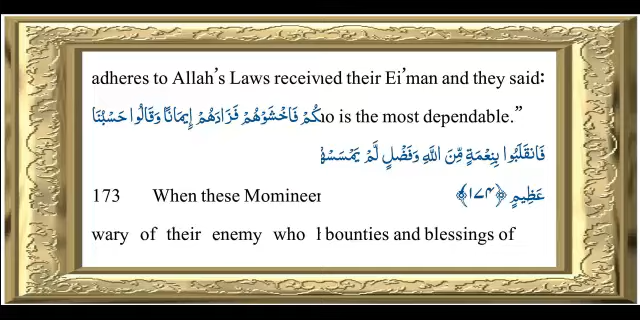 adheres to Allah’s Laws received their Ei’man and they said:
كُمْ فَاخْشَوْهُمْ فَزَادَهُمْ إِيمَانًا وَقَالُوا حَسْبُنَا is the most dependable.”
فَانقَلَبُوا بِنِعْمَةٍ مِّنَ اللَّهِ وَفَضْلٍ لَّمْ يَمْسَسْهُ
173 When these Momineen عَظِيمٍ ﴿١٧۴﴾
wary of their enemy who bounties and blessings of